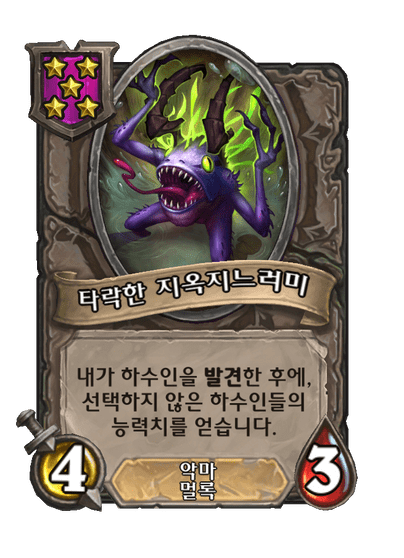 타락한 지옥지느러미
내가 하수인을 발견한 후에,
선택하지 않은 하수인들의
능력치를 얻습니다.
4
악마
멀록
3